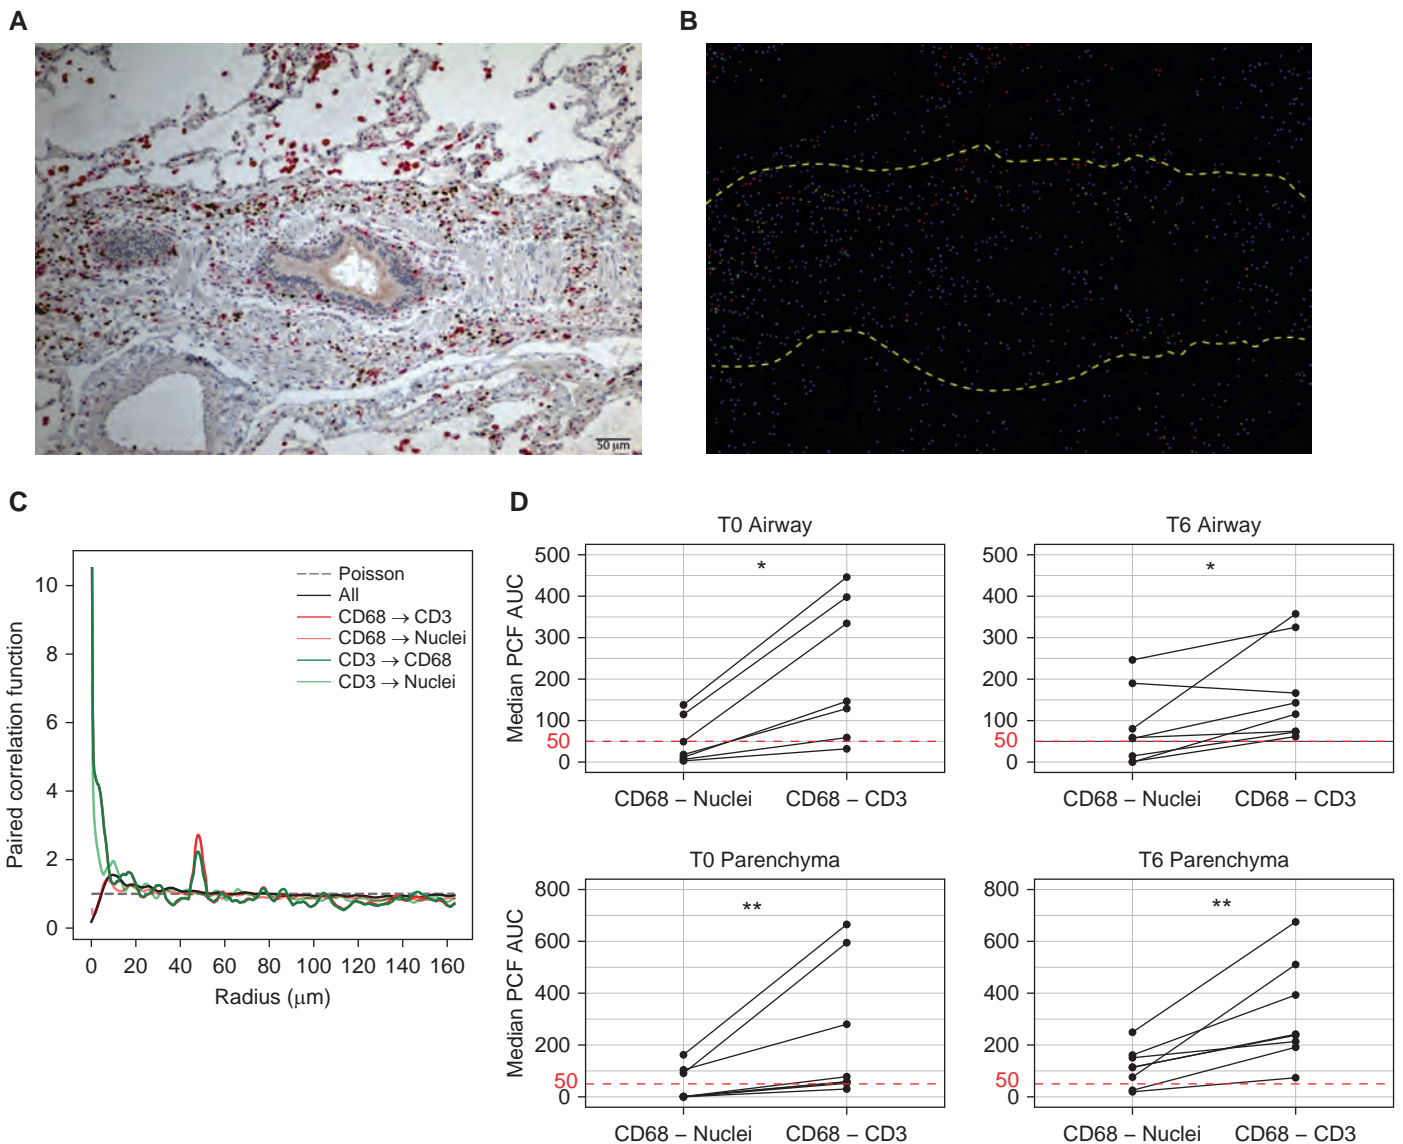 A
B
50 µm
C
Paired correlation function
10
8
6
4
2
0
Poisson
All
CD68 → CD3
CD68 → Nuclei
CD3 → CD68
CD3 → Nuclei
0 20 40 60 80 100 120 140 160
Radius (µm)
D
T0 Airway
Median PCF AUC
500
400
300
200
100
50
0
*
CD68 – Nuclei CD68 – CD3
T6 Airway
500
400
300
200
100
50
0
*
CD68 – Nuclei CD68 – CD3
T0 Parenchyma
Median PCF AUC
800
600
400
200
50
0
**
CD68 – Nuclei CD68 – CD3
T6 Parenchyma
800
600
400
200
50
0
**
CD68 – Nuclei CD68 – CD3